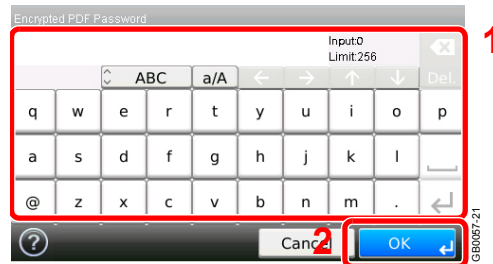 Encrypted PDF Password
1
Input:0
Limit:256
ABC a/A Del.
q w e r t y u i o p
a s d f g h j k l
@ z x c v b n m .
? 2 Cancel OK
GB0057-21